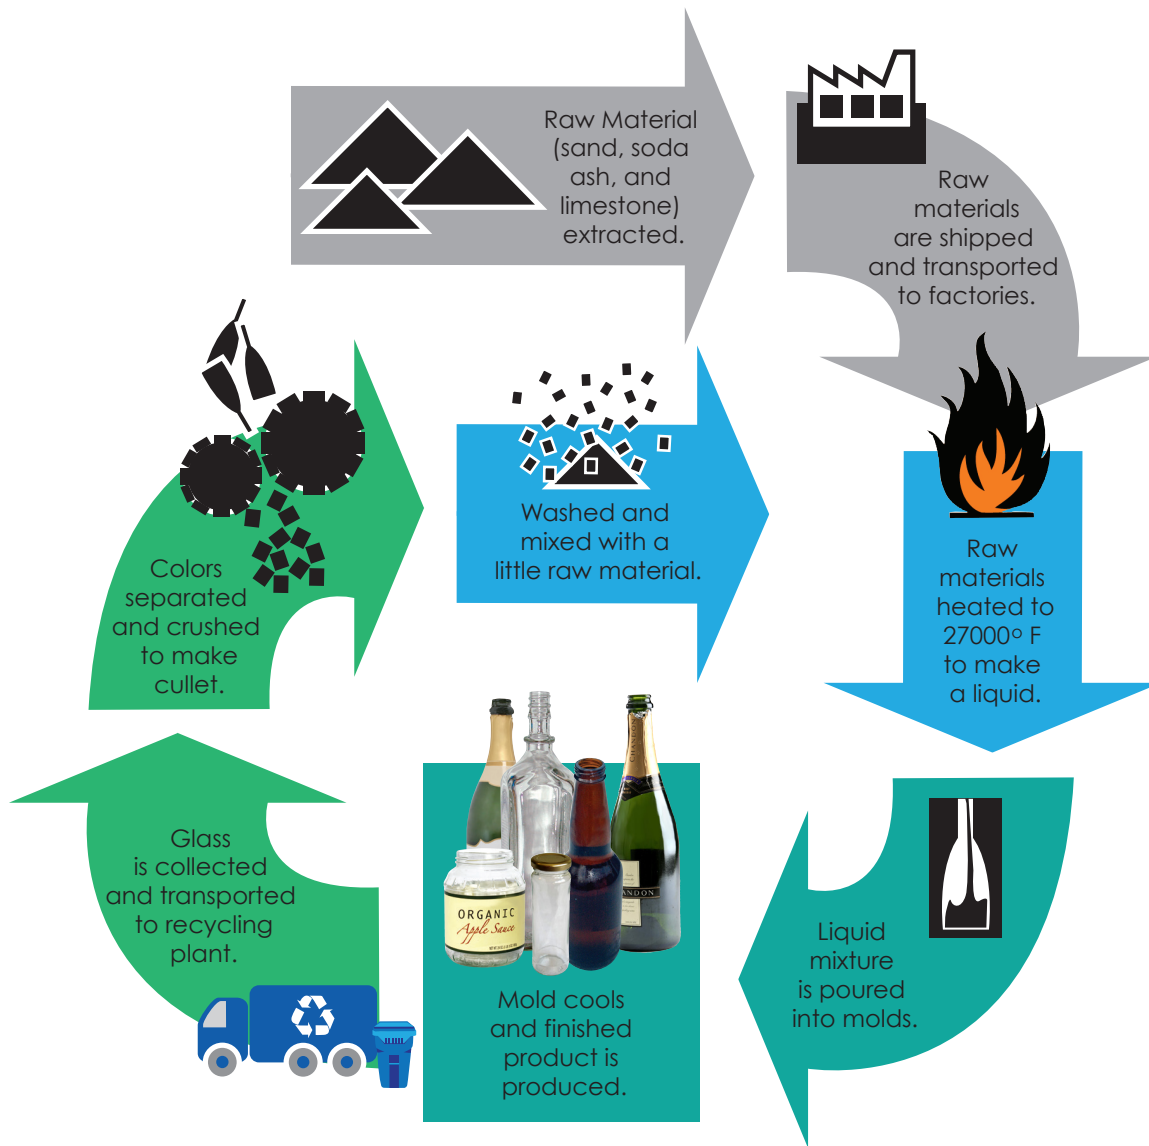 Raw Material
(sand, soda
ash, and
limestone)
extracted.
Raw
materials
are shipped
and transported
to factories.
Raw
materials
heated to
27000o F
to make
a liquid.
Liquid
mixture
is poured
into molds.
CHANDON
ORGANIC
Apple Sauce
Mold cools
and finished
product is
produced.
Glass
is collected
and transported
to recycling
plant.
Colors
separated
and crushed
to make
cullet.
Washed and
mixed with a
little raw material.